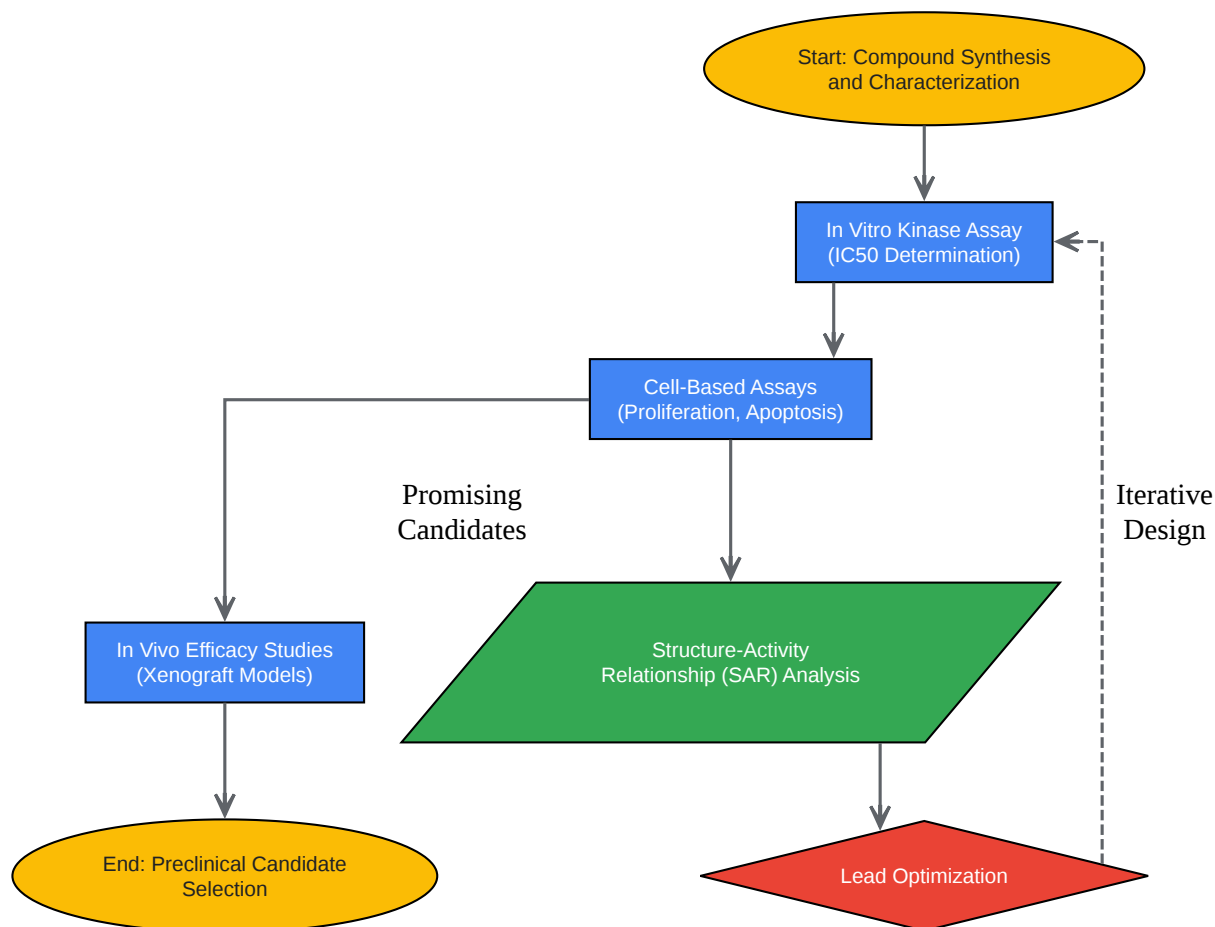 Start: Compound Synthesis
and Characterization
In Vitro Kinase Assay
(IC50 Determination)
Cell-Based Assays
(Proliferation, Apoptosis)
Promising
Candidates
Iterative
Design
In Vivo Efficacy Studies
(Xenograft Models)
Structure-Activity
Relationship (SAR) Analysis
End: Preclinical Candidate
Selection
Lead Optimization